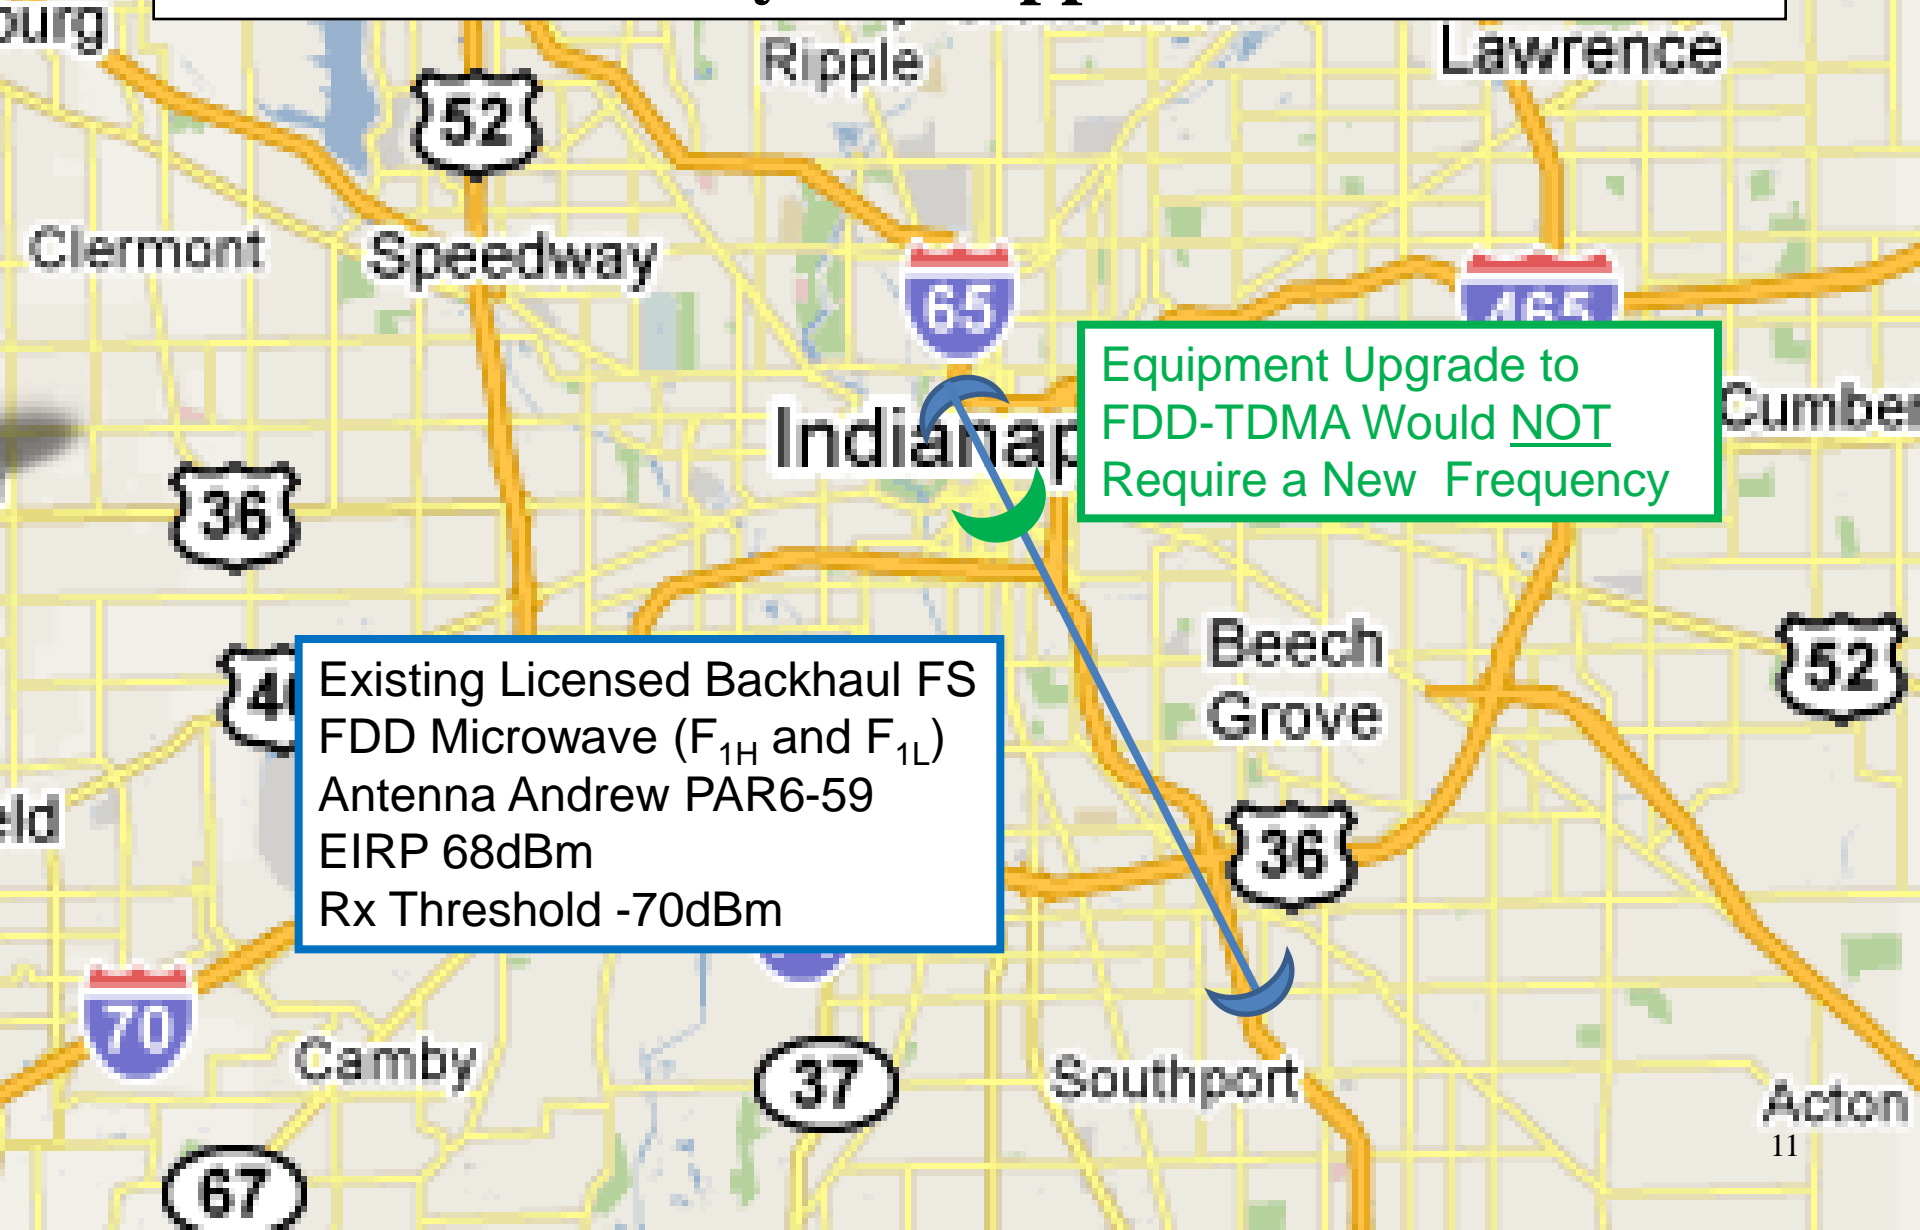 Ripple
Lawrence
52
Clermont
Speedway
65
465
Equipment Upgrade to
FDD-TDMA Would NOT
Require a New Frequency
Cumber
Indianap
36
Beech
Grove
52
Existing Licensed Backhaul FS
FDD Microwave (F1H and F1L)
Antenna Andrew PAR6-59
EIRP 68dBm
Rx Threshold -70dBm
36
70
Camby
37
Southport
Acton
11
67